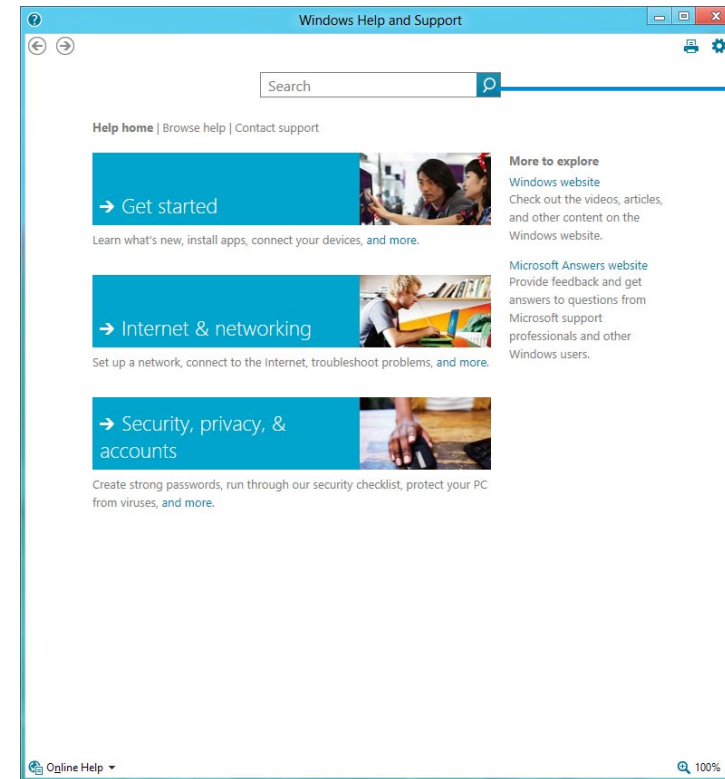 Windows Help and Support
Search
Help home | Browse help | Contact support
→ Get started
Learn what's new, install apps, connect your devices, and more.
→ Internet & networking
Set up a network, connect to the Internet, troubleshoot problems, and more.
→ Security, privacy, &
accounts
Create strong passwords, run through our security checklist, protect your PC
from viruses, and more.
More to explore
Windows website
Check out the videos, articles,
and other content on the
Windows website.
Microsoft Answers website
Provide feedback and get
answers to questions from
Microsoft support
professionals and other
Windows users.
Online Help
100%